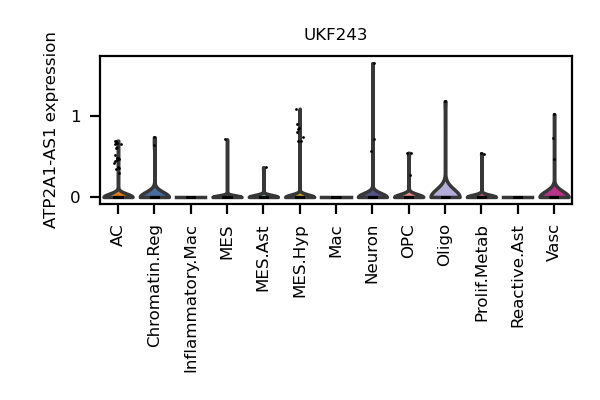 UKF243
ATP2A1-AS1 expression
1
0
AC
Chromatin.Reg
Inflammatory.Mac
MES
MES.Ast
MES.Hyp
Mac
Neuron
OPC
Oligo
Prolif.Metab
Reactive.Ast
Vasc